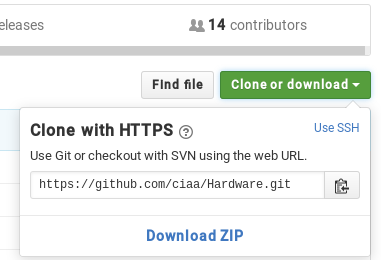 releases
14 contributors
Find file
Clone or download
Clone with HTTPS ?
Use SSH
Use Git or checkout with SVN using the web URL.
https://github.com/ciaa/Hardware.git
Download ZIP